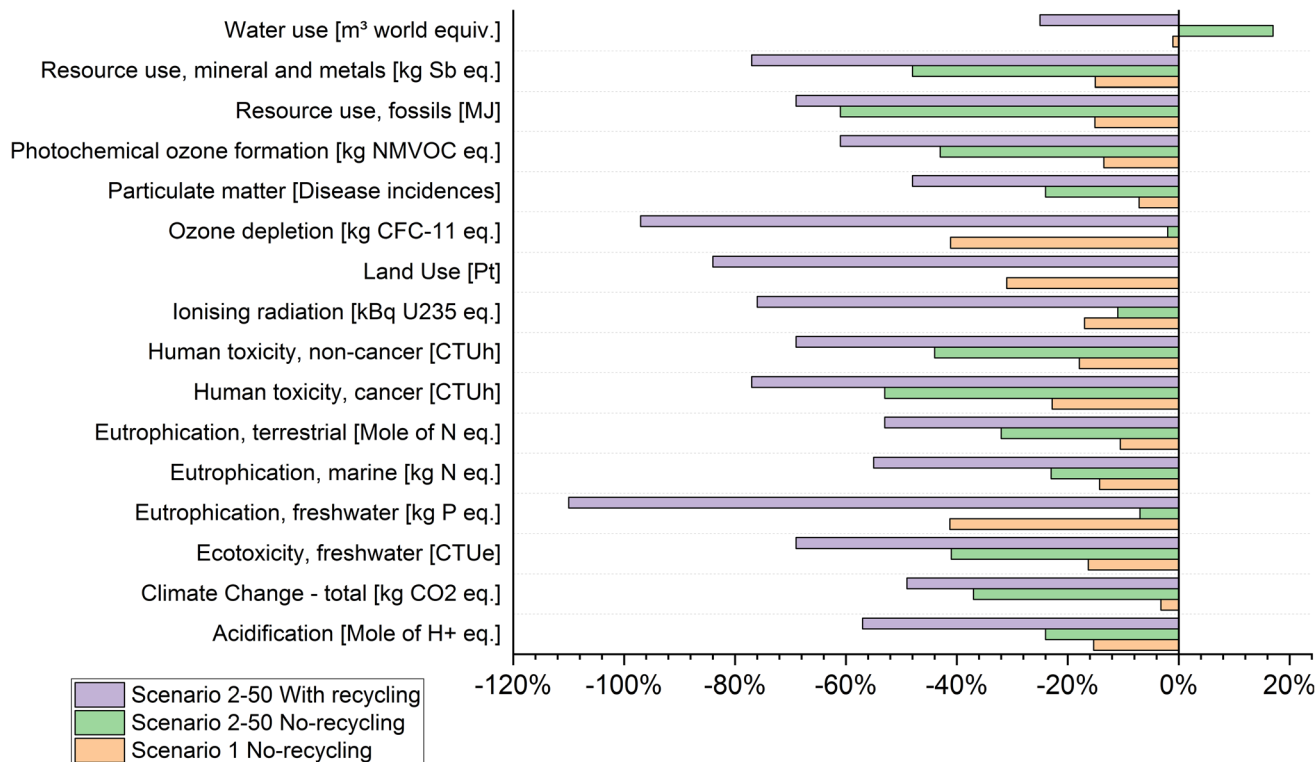 Water use [m³ world equiv.]
Resource use, mineral and metals [kg Sb eq.]
Resource use, fossils [MJ]
Photochemical ozone formation [kg NMVOC eq.]
Particulate matter [Disease incidences]
Ozone depletion [kg CFC-11 eq.]
Land Use [Pt]
Ionising radiation [kBq U235 eq.]
Human toxicity, non-cancer [CTUh]
Human toxicity, cancer [CTUh]
Eutrophication, terrestrial [Mole of N eq.]
Eutrophication, marine [kg N eq.]
Eutrophication, freshwater [kg P eq.]
Ecotoxicity, freshwater [CTUe]
Climate Change - total [kg CO2 eq.]
Acidification [Mole of H+ eq.]
-120% -100% -80% -60% -40% -20% 0% 20%
Scenario 2-50 With recycling
Scenario 2-50 No-recycling
Scenario 1 No-recycling